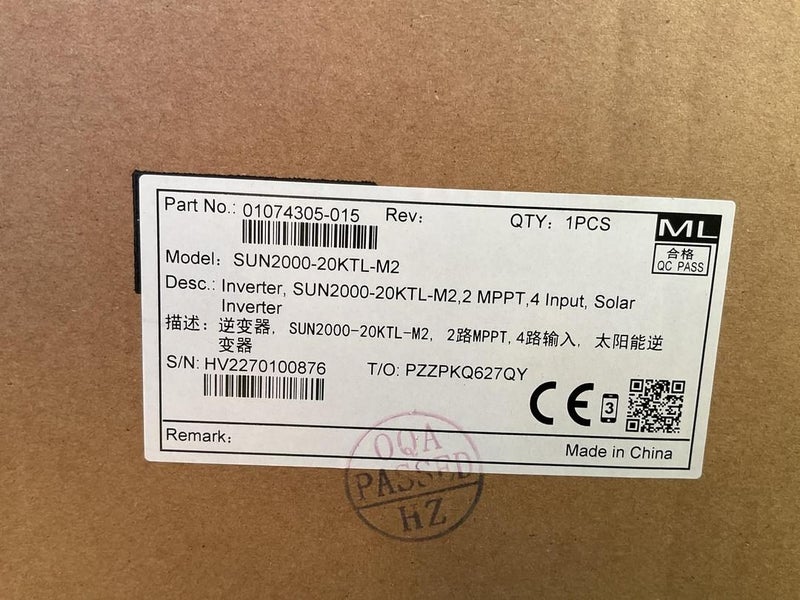 Part No.: 01074305-015 Rev: QTY: 1PCS
ML
合格
QC PASS
Model: SUN2000-20KTL-M2
Desc.: Inverter, SUN2000-20KTL-M2,2 MPPT,4 Input, Solar
Inverter
描述: 逆变器, SUN2000-20KTL-M2, 2路MPPT,4路输入, 太阳能逆
变器
S/N: HV2270100876 T/O: PZZPKQ627QY
CE 3
Remark:
Made in China
OQA
PASSED
HZ